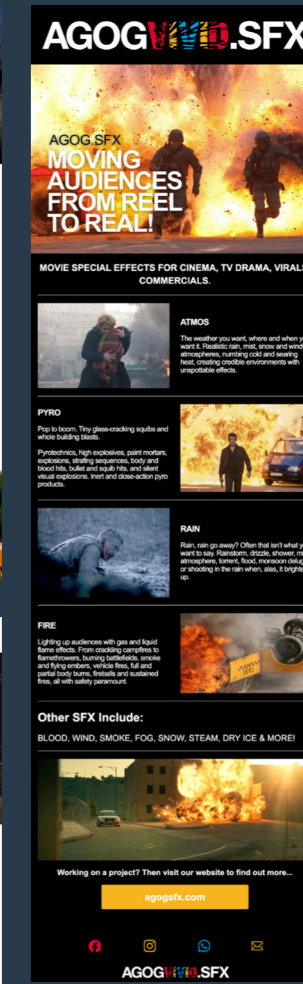 AGOGVIVID.SFX
AGOG.SFX
MOVING
AUDIENCES
FROM REEL
TO REAL!
MOVIE SPECIAL EFFECTS FOR CINEMA, TV DRAMA, VIRALS
COMMERCIALS.
ATMOS
The weather you want, where and when y
want it. Realistic rain, mist, snow and wind
atmospheres, numbing cold and searing
heat, creating credible environments with
unspottable effects.
PYRO
Pop to boom. Tiny glass-cracking squibs and
whole building blasts.
Pyrotechnics, high explosives, paint mortars,
explosions, strafing sequences, body and
blood hits, bullet and squib hits, and silent
visual explosions. Inert and close-action pyro
products.
RAIN
Rain, rain go away? Often that isn't what y
want to say. Rainstorm, drizzle, shower, m
atmosphere, torrent, flood, monsoon delug
or shooting in the rain when, alas, it brighte
up.
FIRE
Lighting up audiences with gas and liquid
flame effects. From crackling campfires to
flamethrowers, burning battlefields, smoke
and flying embers, vehicle fires, full and
partial body burns, fireballs and sustained
fires, all with safety paramount.
Other SFX Include:
BLOOD, WIND, SMOKE, FOG, SNOW, STEAM, DRY ICE & MORE!
Working on a project? Then visit our website to find out more...
agogsfx.com
AGOGVIVID.SFX